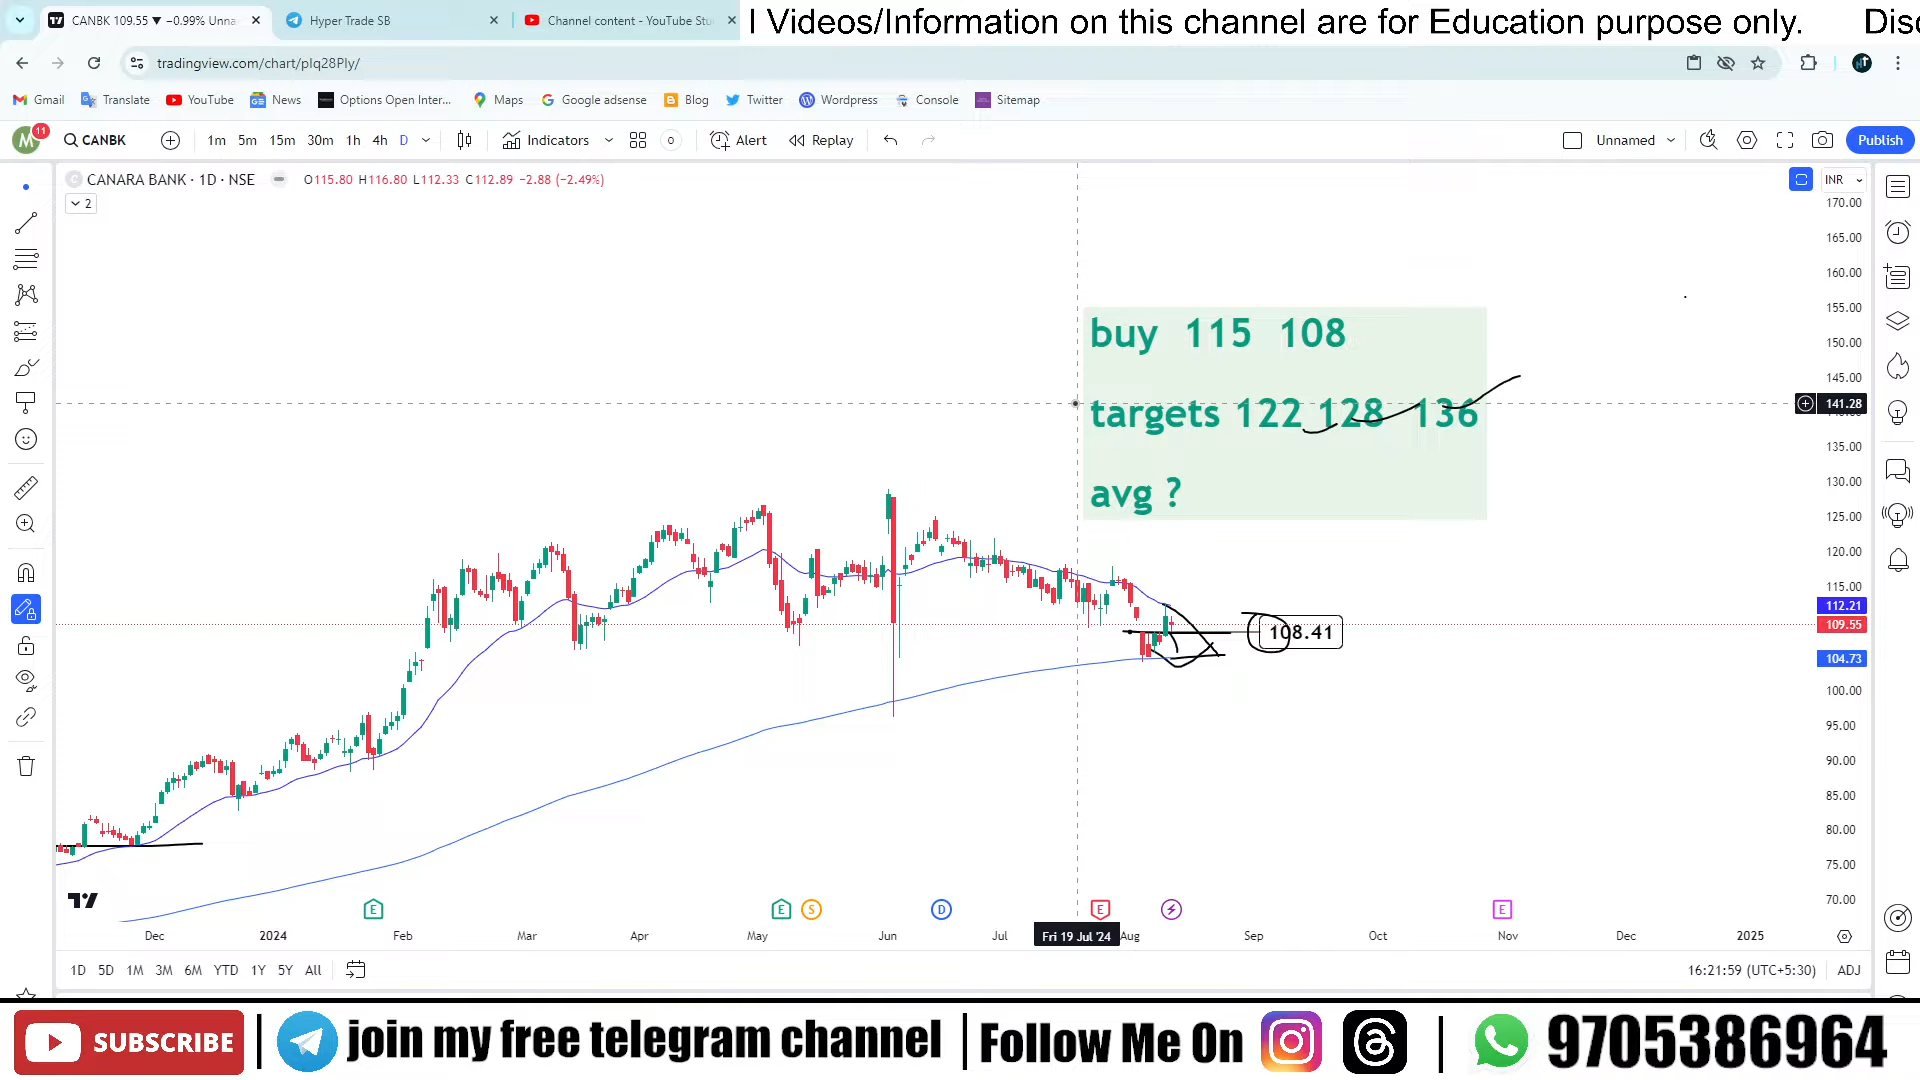 CANBK 109.55 ▼ −0.99% Unna
Hyper Trade SB
Channel content - YouTube Stu
l Videos/Information on this channel are for Education purpose only.
Disc
tradingview.com/chart/pIq28Ply/
Gmail
Translate
YouTube
News
Options Open Inter...
Maps
Google adsense
Blog
Twitter
Wordpress
Console
Sitemap
M
11
CANBK
1m 5m 15m 30m 1h 4h D
Indicators
Alert
Replay
Unnamed
Publish
CANARA BANK · 1D · NSE
O115.80 H116.80 L112.33 C112.89 −2.88 (−2.49%)
INR
2
170.00
165.00
160.00
155.00
150.00
145.00
141.28
135.00
130.00
125.00
120.00
115.00
112.21
109.55
104.73
100.00
95.00
90.00
85.00
80.00
75.00
70.00
buy 115 108
targets 122 128 136
avg ?
108.41
E
E
S
D
E
E
Dec 2024 Feb Mar Apr May Jun Jul Fri 19 Jul '24 Aug Sep Oct Nov Dec 2025
1D 5D 1M 3M 6M YTD 1Y 5Y All
16:21:59 (UTC+5:30)
ADJ
SUBSCRIBE
join my free telegram channel
Follow Me On
9705386964